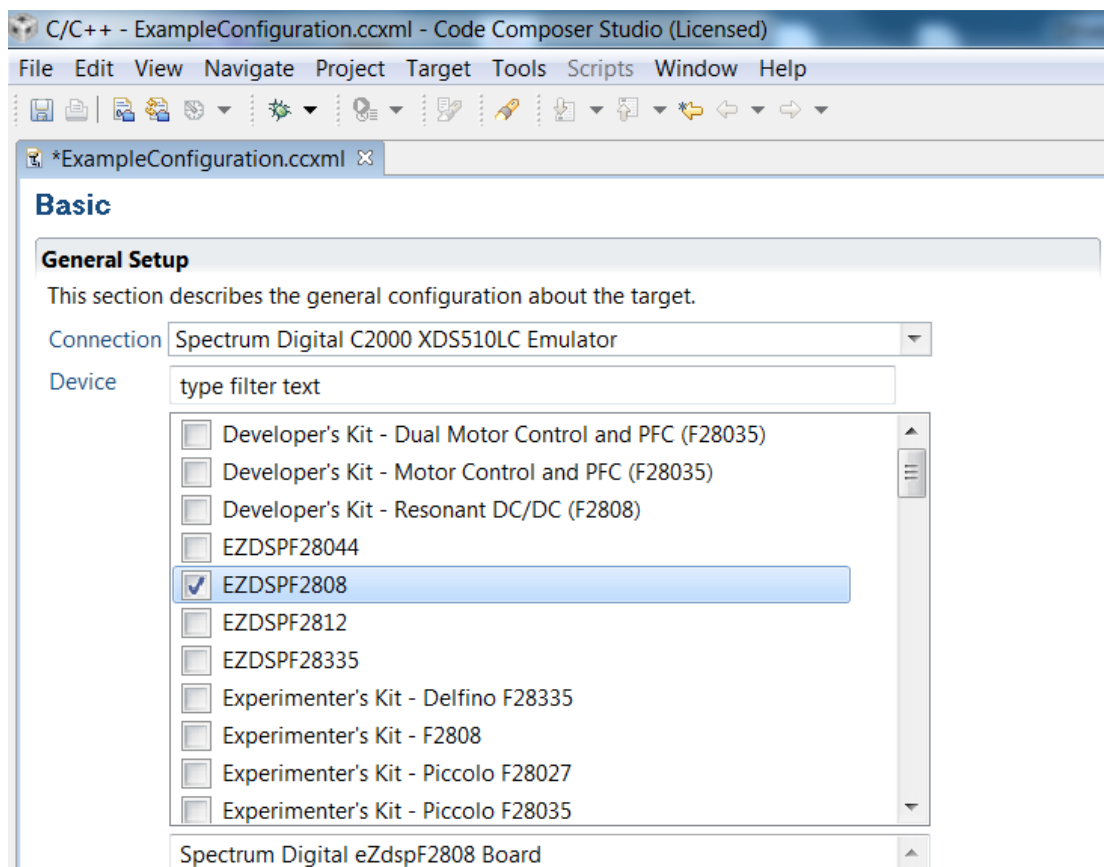 C/C++ - ExampleConfiguration.ccxml - Code Composer Studio (Licensed)
File Edit View Navigate Project Target Tools Scripts Window Help
*ExampleConfiguration.ccxml
Basic
General Setup
This section describes the general configuration about the target.
Connection Spectrum Digital C2000 XDS510LC Emulator
Device type filter text
Developer's Kit - Dual Motor Control and PFC (F28035)
Developer's Kit - Motor Control and PFC (F28035)
Developer's Kit - Resonant DC/DC (F2808)
EZDSPF28044
EZDSPF2808
EZDSPF2812
EZDSPF28335
Experimenter's Kit - Delfino F28335
Experimenter's Kit - F2808
Experimenter's Kit - Piccolo F28027
Experimenter's Kit - Piccolo F28035
Spectrum Digital eZdspF2808 Board